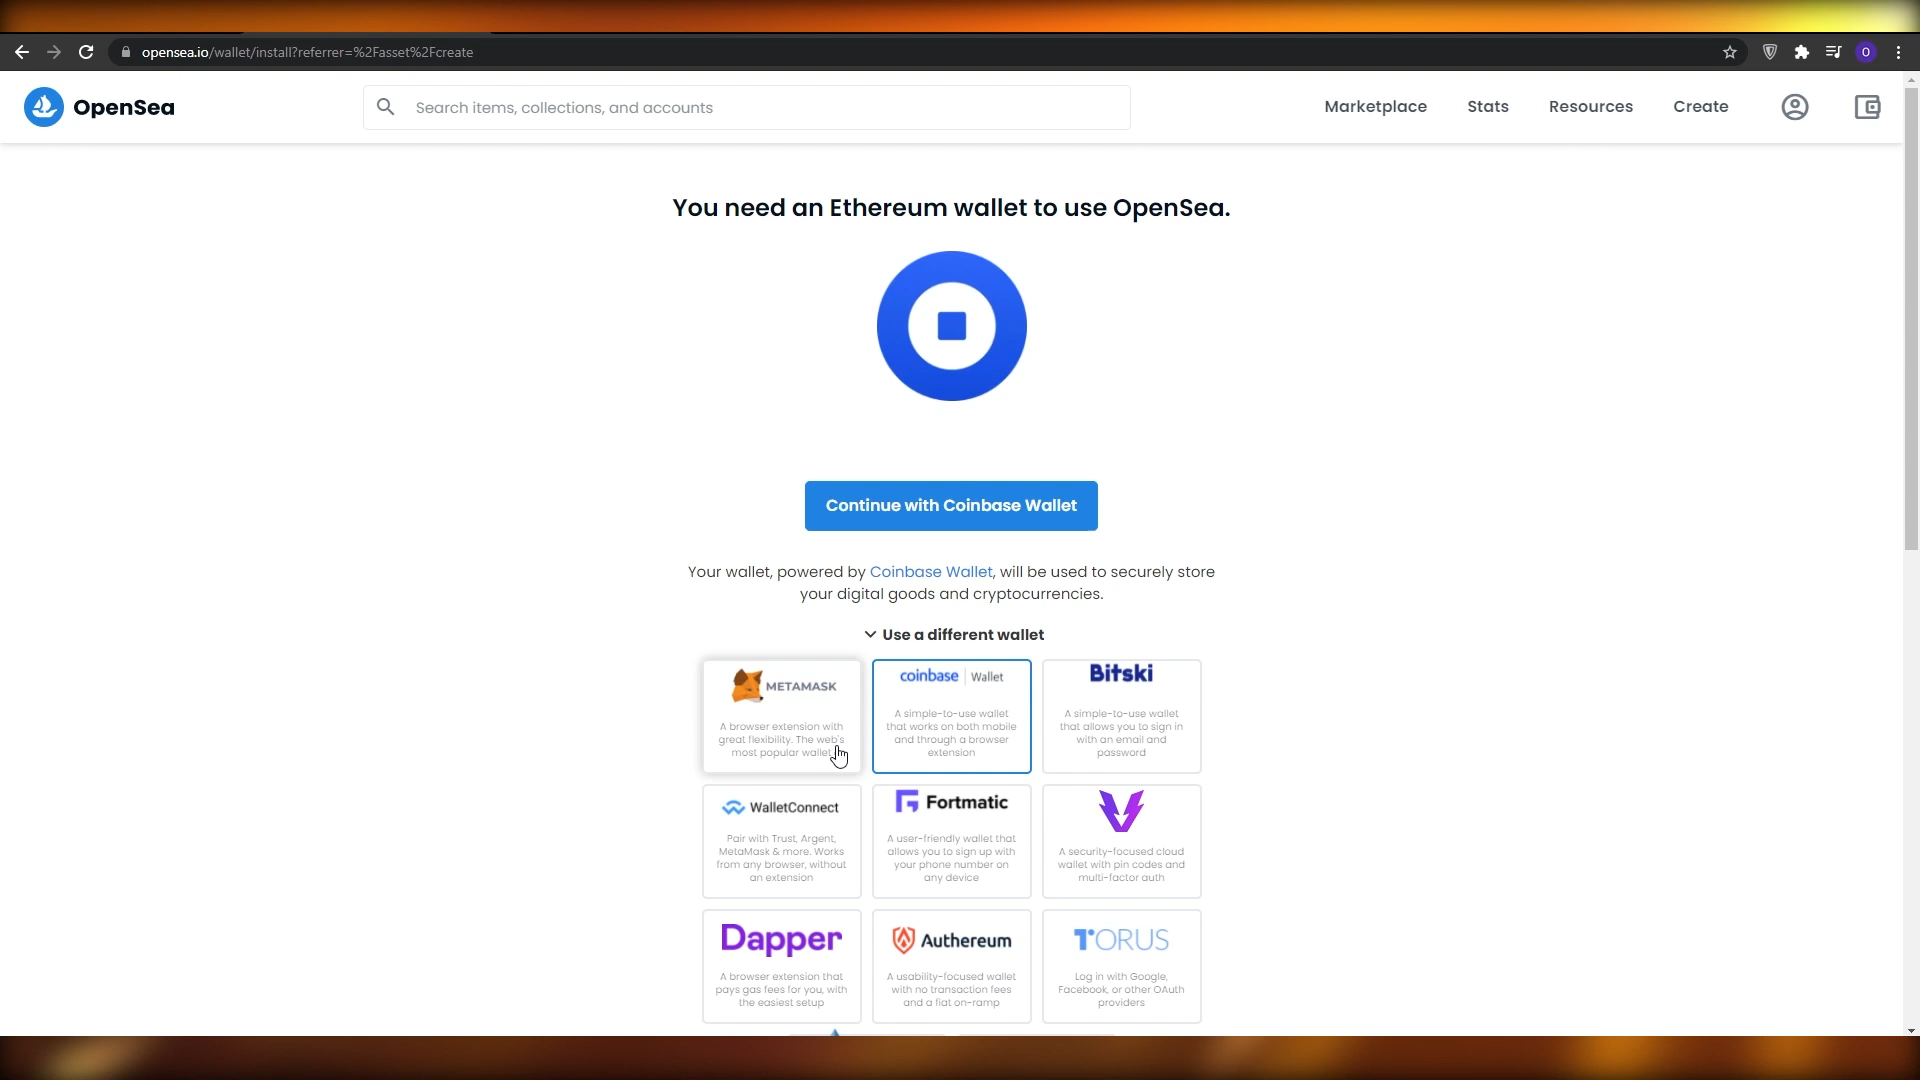 opensea.io/wallet/install?referrer=%2Fasset%2Fcreate
O
OpenSea
Search items, collections, and accounts
Marketplace
Stats
Resources
Create
You need an Ethereum wallet to use OpenSea.
Continue with Coinbase Wallet
Your wallet, powered by Coinbase Wallet, will be used to securely store
your digital goods and cryptocurrencies.
Use a different wallet
METAMASK
A browser extension with
great flexibility. The web's
most popular wallet
coinbase | Wallet
A simple-to-use wallet
that works on both mobile
and through a browser
extension
Bitski
A simple-to-use wallet
that allows you to sign in
with an email and
password
WalletConnect
Pair with Trust, Argent,
MetaMask & more. Works
from any browser, without
an extension
Fortmatic
A user-friendly wallet that
allows you to sign up with
your phone number on
any device
A security-focused cloud
wallet with pin codes and
multi-factor auth
Dapper
A browser extension that
pays gas fees for you, with
the easiest setup
Authereum
A usability-focused wallet
with no transaction fees
and a fiat on-ramp
TORUS
Log in with Google,
Facebook, or other OAuth
providers